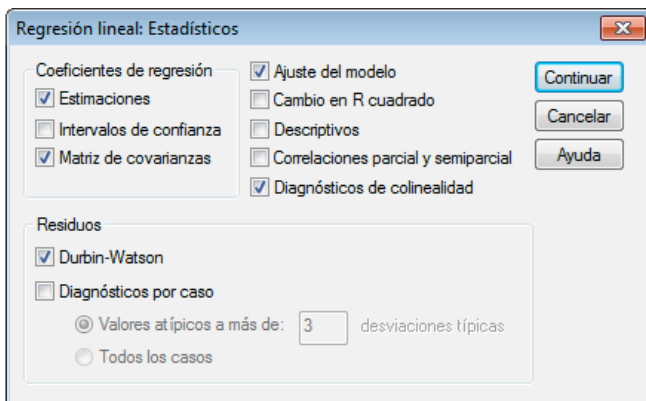 Regresión lineal: Estadísticos
Coeficientes de regresión
Estimaciones
Intervalos de confianza
Matriz de covarianzas
Ajuste del modelo
Cambio en R cuadrado
Descriptivos
Correlaciones parcial y semiparcial
Diagnósticos de colinealidad
Continuar
Cancelar
Ayuda
Residuos
Durbin-Watson
Diagnósticos por caso
Valores atípicos a más de: 3 desviaciones típicas
Todos los casos